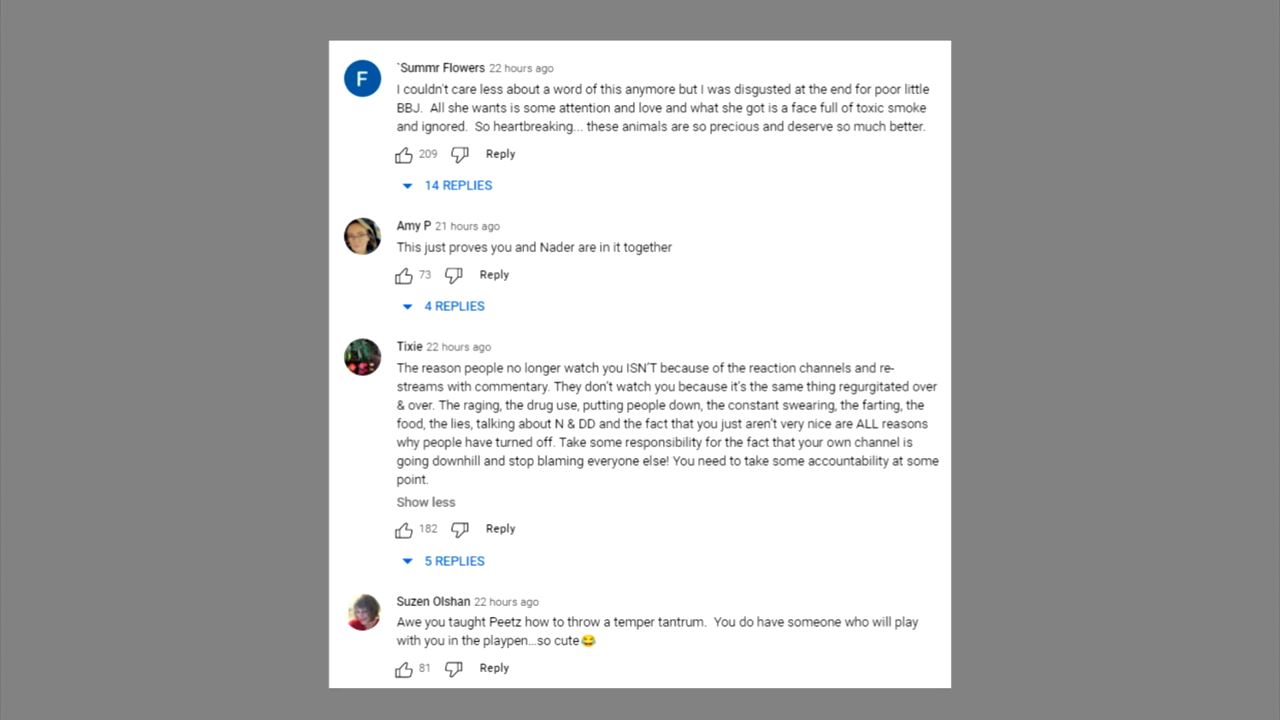 F
`Summr Flowers 22 hours ago
I couldn't care less about a word of this anymore but I was disgusted at the end for poor little
BBJ.  All she wants is some attention and love and what she got is a face full of toxic smoke
and ignored.  So heartbreaking... these animals are so precious and deserve so much better.
209 Reply
14 REPLIES
Amy P 21 hours ago
This just proves you and Nader are in it together
73 Reply
4 REPLIES
Tixie 22 hours ago
The reason people no longer watch you ISN'T because of the reaction channels and re-
streams with commentary. They don't watch you because it's the same thing regurgitated over
& over. The raging, the drug use, putting people down, the constant swearing, the farting, the
food, the lies, talking about N & DD and the fact that you just aren't very nice are ALL reasons
why people have turned off. Take some responsibility for the fact that your own channel is
going downhill and stop blaming everyone else! You need to take some accountability at some
point.
Show less
182 Reply
5 REPLIES
Suzen Olshan 22 hours ago
Awe you taught Peetz how to throw a temper tantrum.  You do have someone who will play
with you in the playpen...so cute😂
81 Reply